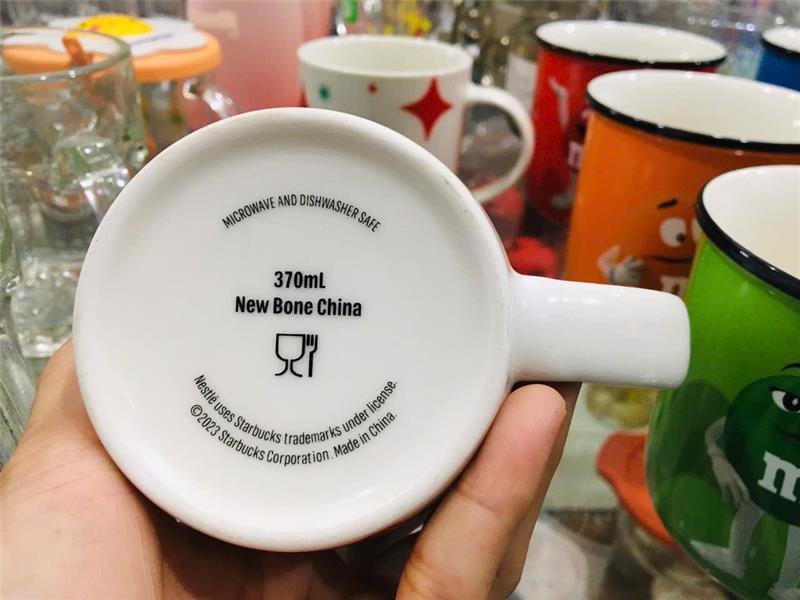 MICROWAVE AND DISHWASHER SAFE
370mL
New Bone China
Nestlé uses Starbucks trademarks under license.
©2023 Starbucks Corporation. Made in China.
m
m
m